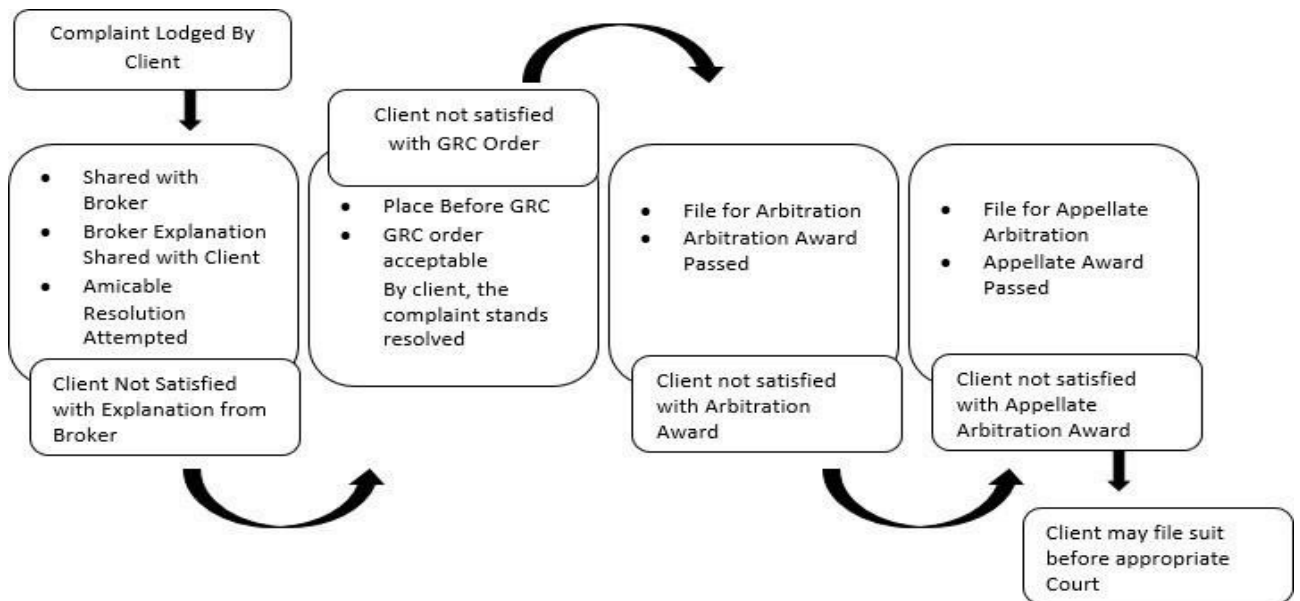 Complaint Lodged By
Client
• Shared with
Broker
• Broker Explanation
Shared with Client
• Amicable
Resolution
Attempted
Client Not Satisfied
with Explanation from
Broker
Client not satisfied
with GRC Order
• Place Before GRC
• GRC order
acceptable
By client, the
complaint stands
resolved
• File for Arbitration
• Arbitration Award
Passed
Client not satisfied
with Arbitration
Award
• File for Appellate
Arbitration
• Appellate Award
Passed
Client not satisfied
with Appellate
Arbitration Award
Client may file suit
before appropriate
Court